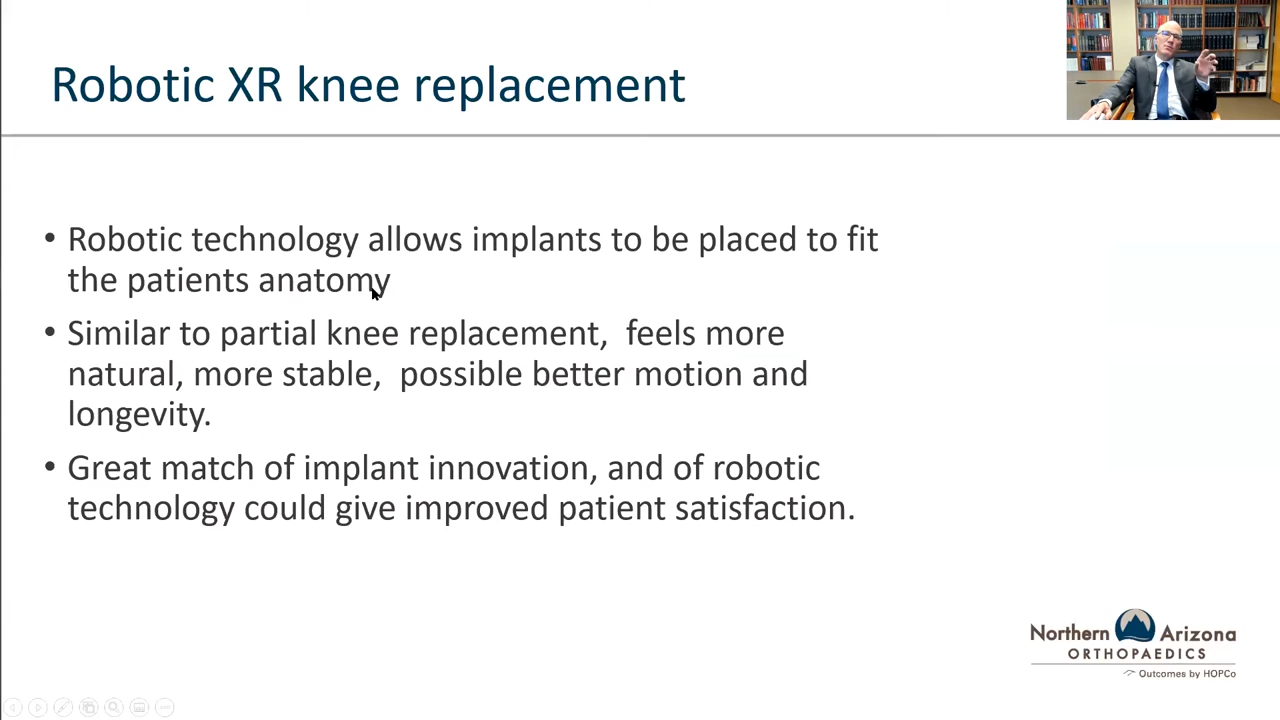 Robotic XR knee replacement
• Robotic technology allows implants to be placed to fit
the patients anatomy
• Similar to partial knee replacement,  feels more
natural, more stable,  possible better motion and
longevity.
• Great match of implant innovation, and of robotic
technology could give improved patient satisfaction.
Northern Arizona
ORTHOPAEDICS
Outcomes by HOPCo